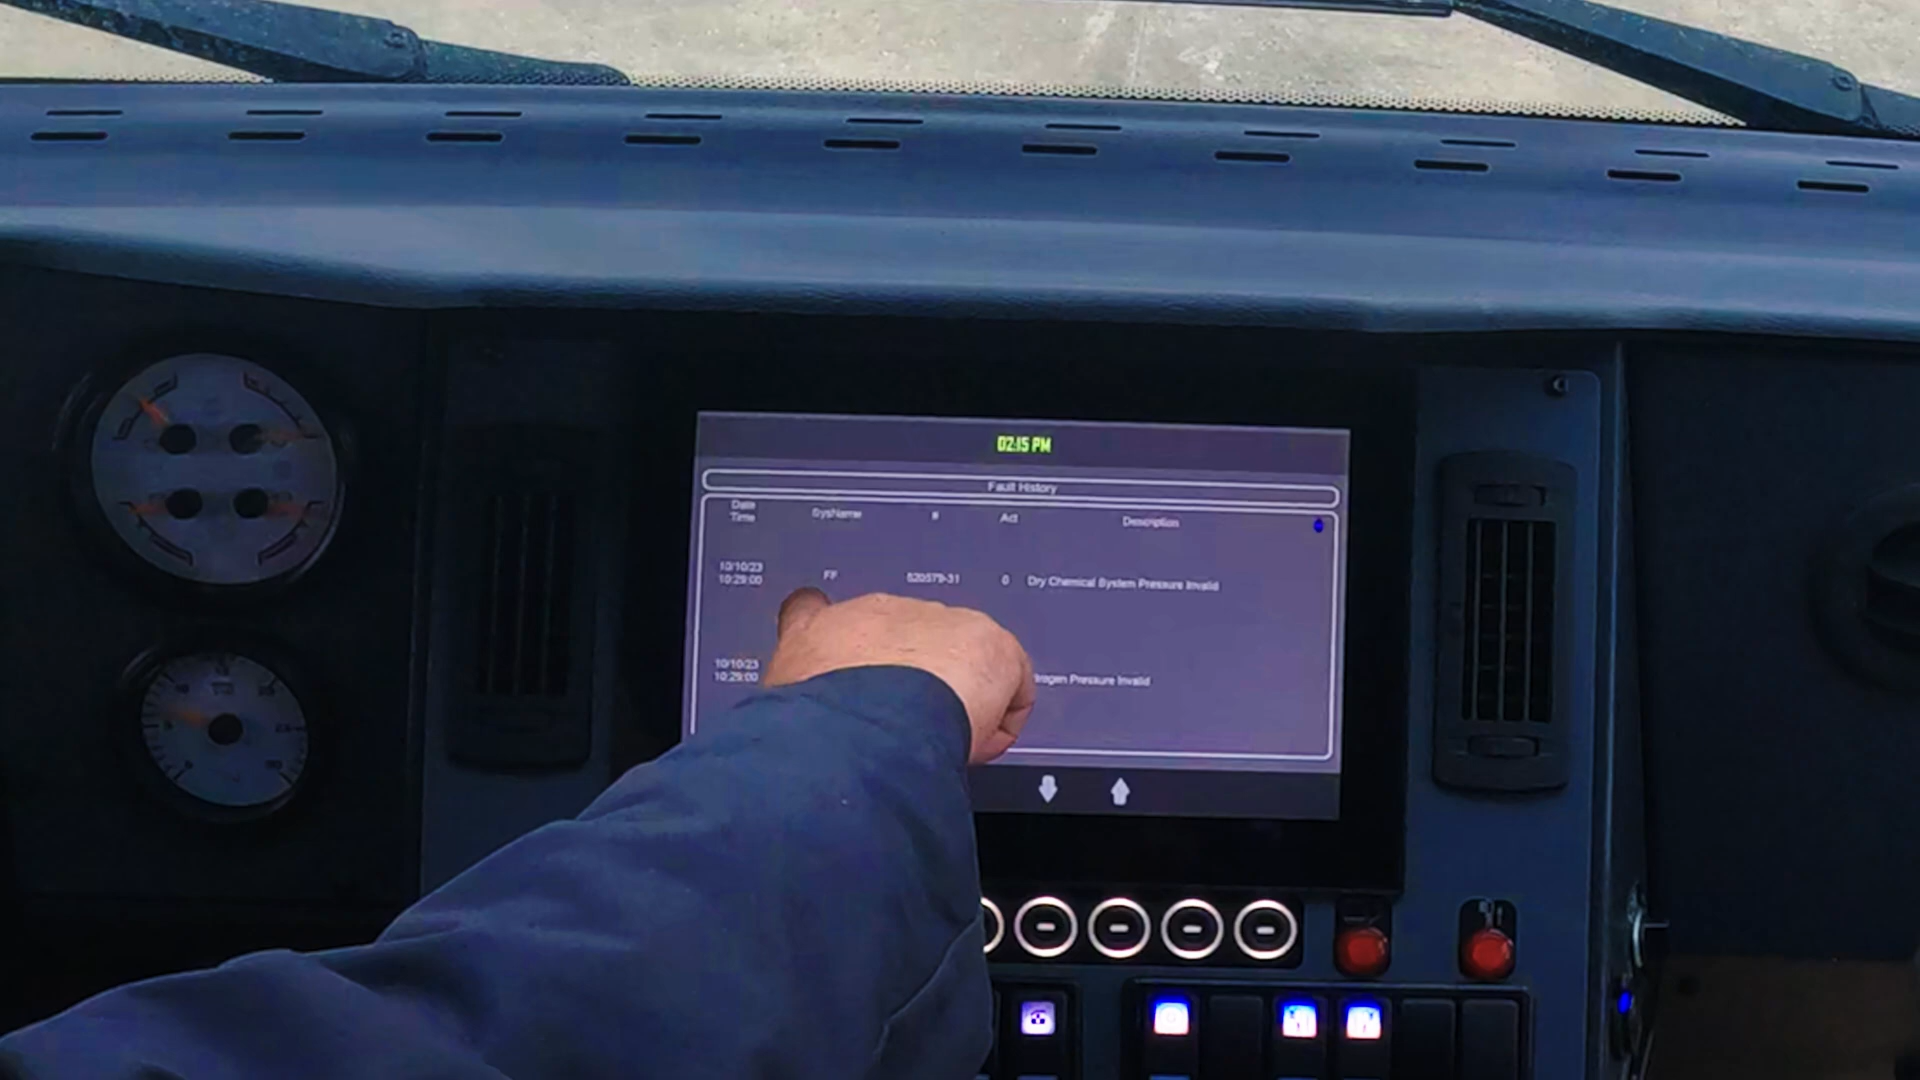 02:15 PM
Fault History
Date
Time
SysName
#
Act
Description
10/10/23
10:29:00
FF
520579-31
0
Dry Chemical System Pressure Invalid
10/10/23
10:29:00
Pressure Invalid